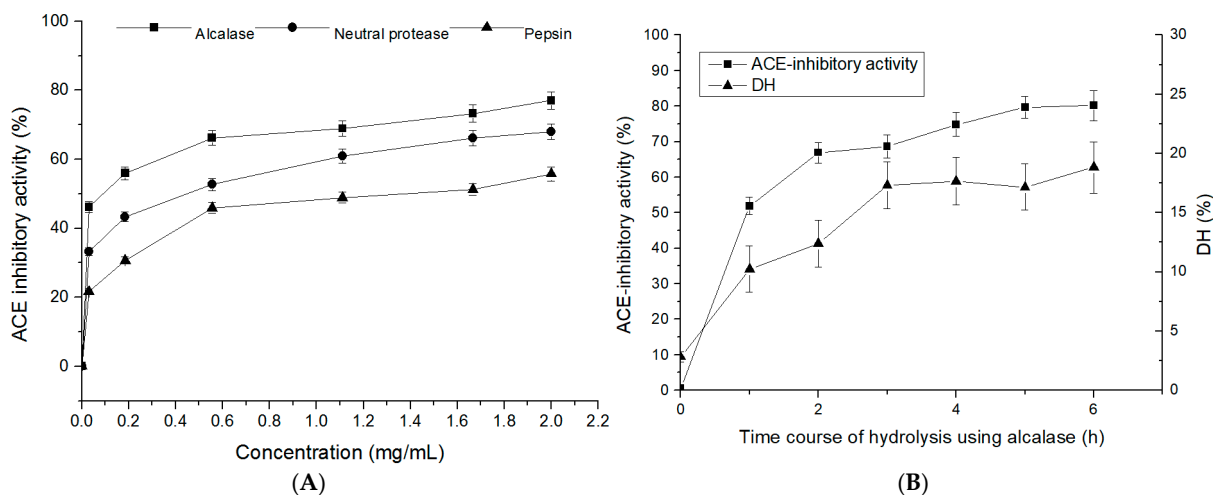 Alcalase Neutral protease Pepsin
ACE inhibitory activity (%)
100
80
60
40
20
0
0.0 0.2 0.4 0.6 0.8 1.0 1.2 1.4 1.6 1.8 2.0 2.2
Concentration (mg/mL)
(A)
ACE-inhibitory activity
DH
ACE-inhibitory activity (%)
100
90
80
70
60
50
40
30
20
10
0
30
25
20
15
10
5
0
DH (%)
0 2 4 6
Time course of hydrolysis using alcalase (h)
(B)